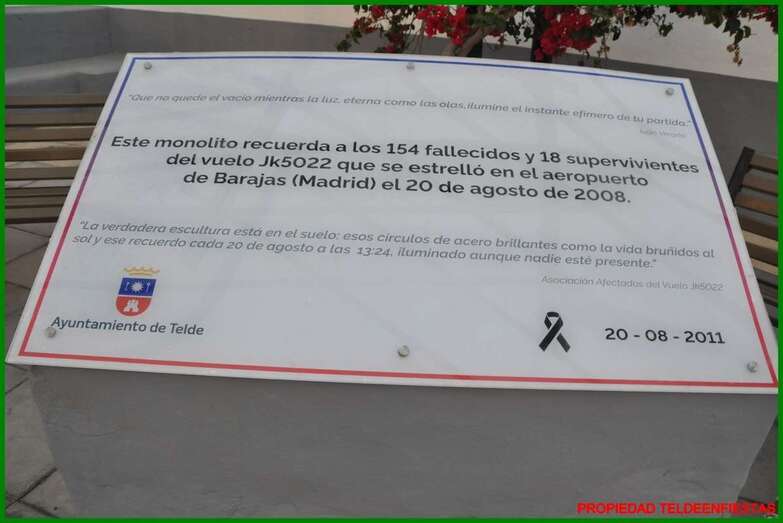 "Que no quede el vacío mientras la luz, eterna como las olas, ilumine el instante efímero de tu partida."
Este monolito recuerda a los 154 fallecidos y 18 supervivientes
del vuelo Jk5022 que se estrelló en el aeropuerto
de Barajas (Madrid) el 20 de agosto de 2008.
"La verdadera escultura está en el suelo: esos círculos de acero brillantes como la vida bruñidos al
sol y ese recuerdo cada 20 de agosto a las 13:24, iluminado aunque nadie esté presente."
Asociación Afectados del Vuelo Jk5022
Ayuntamiento de Telde
20 - 08 - 2011
PROPIEDAD TELDEENFIESTAS